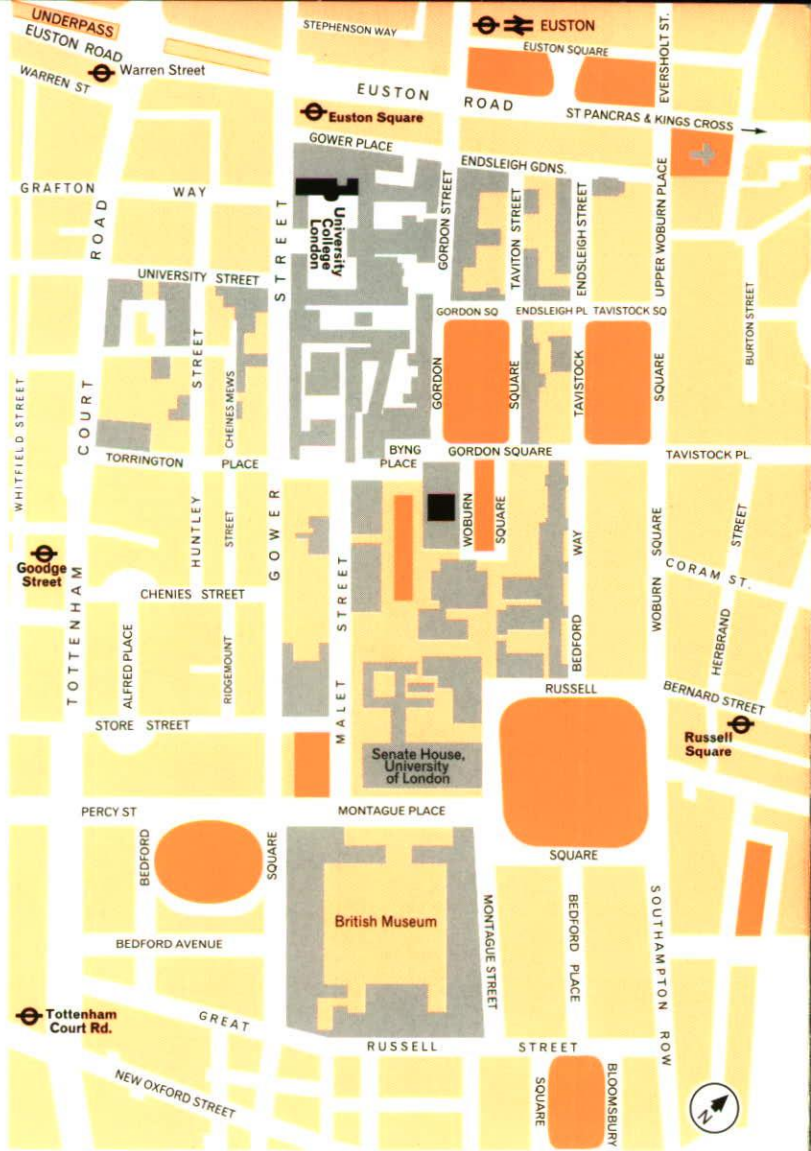 UNDERPASS
EUSTON ROAD
WARREN ST
Warren Street
STEPHENSON WAY
EUSTON
EUSTON SQUARE
EVERSHOLT ST.
EUSTON ROAD
ST PANCRAS & KINGS CROSS
Euston Square
GOWER PLACE
ENDSLEIGH GDNS.
GRAFTON WAY
University
College
London
GORDON STREET
TAVITON STREET
ENDSLEIGH STREET
UPPER WOBURN PLACE
UNIVERSITY STREET
GORDON SQ
ENDSLEIGH PL
TAVISTOCK SQ
BURTON STREET
GORDON SQUARE
TAVISTOCK SQUARE
WHITFIELD STREET
TOTTENHAM COURT ROAD
HUNTLEY STREET
CHEINES MEWS
TORRINGTON PLACE
BYNG
PLACE
GORDON SQUARE
TAVISTOCK PL.
GOWER STREET
WOBURN SQUARE
BEDFORD WAY
WOBURN SQUARE
HERBRAND STREET
CORAM ST.
Goodge
Street
CHENIES STREET
ALFRED PLACE
RIDGEMOUNT STREET
MALET STREET
RUSSELL
BERNARD STREET
STORE STREET
Senate House,
University
of London
Russell
Square
PERCY ST
MONTAGUE PLACE
SQUARE
BEDFORD SQUARE
British Museum
MONTAGUE STREET
BEDFORD PLACE
SOUTHAMPTON ROW
BEDFORD AVENUE
Tottenham
Court Rd.
GREAT RUSSELL STREET
NEW OXFORD STREET
BLOOMSBURY SQUARE
N